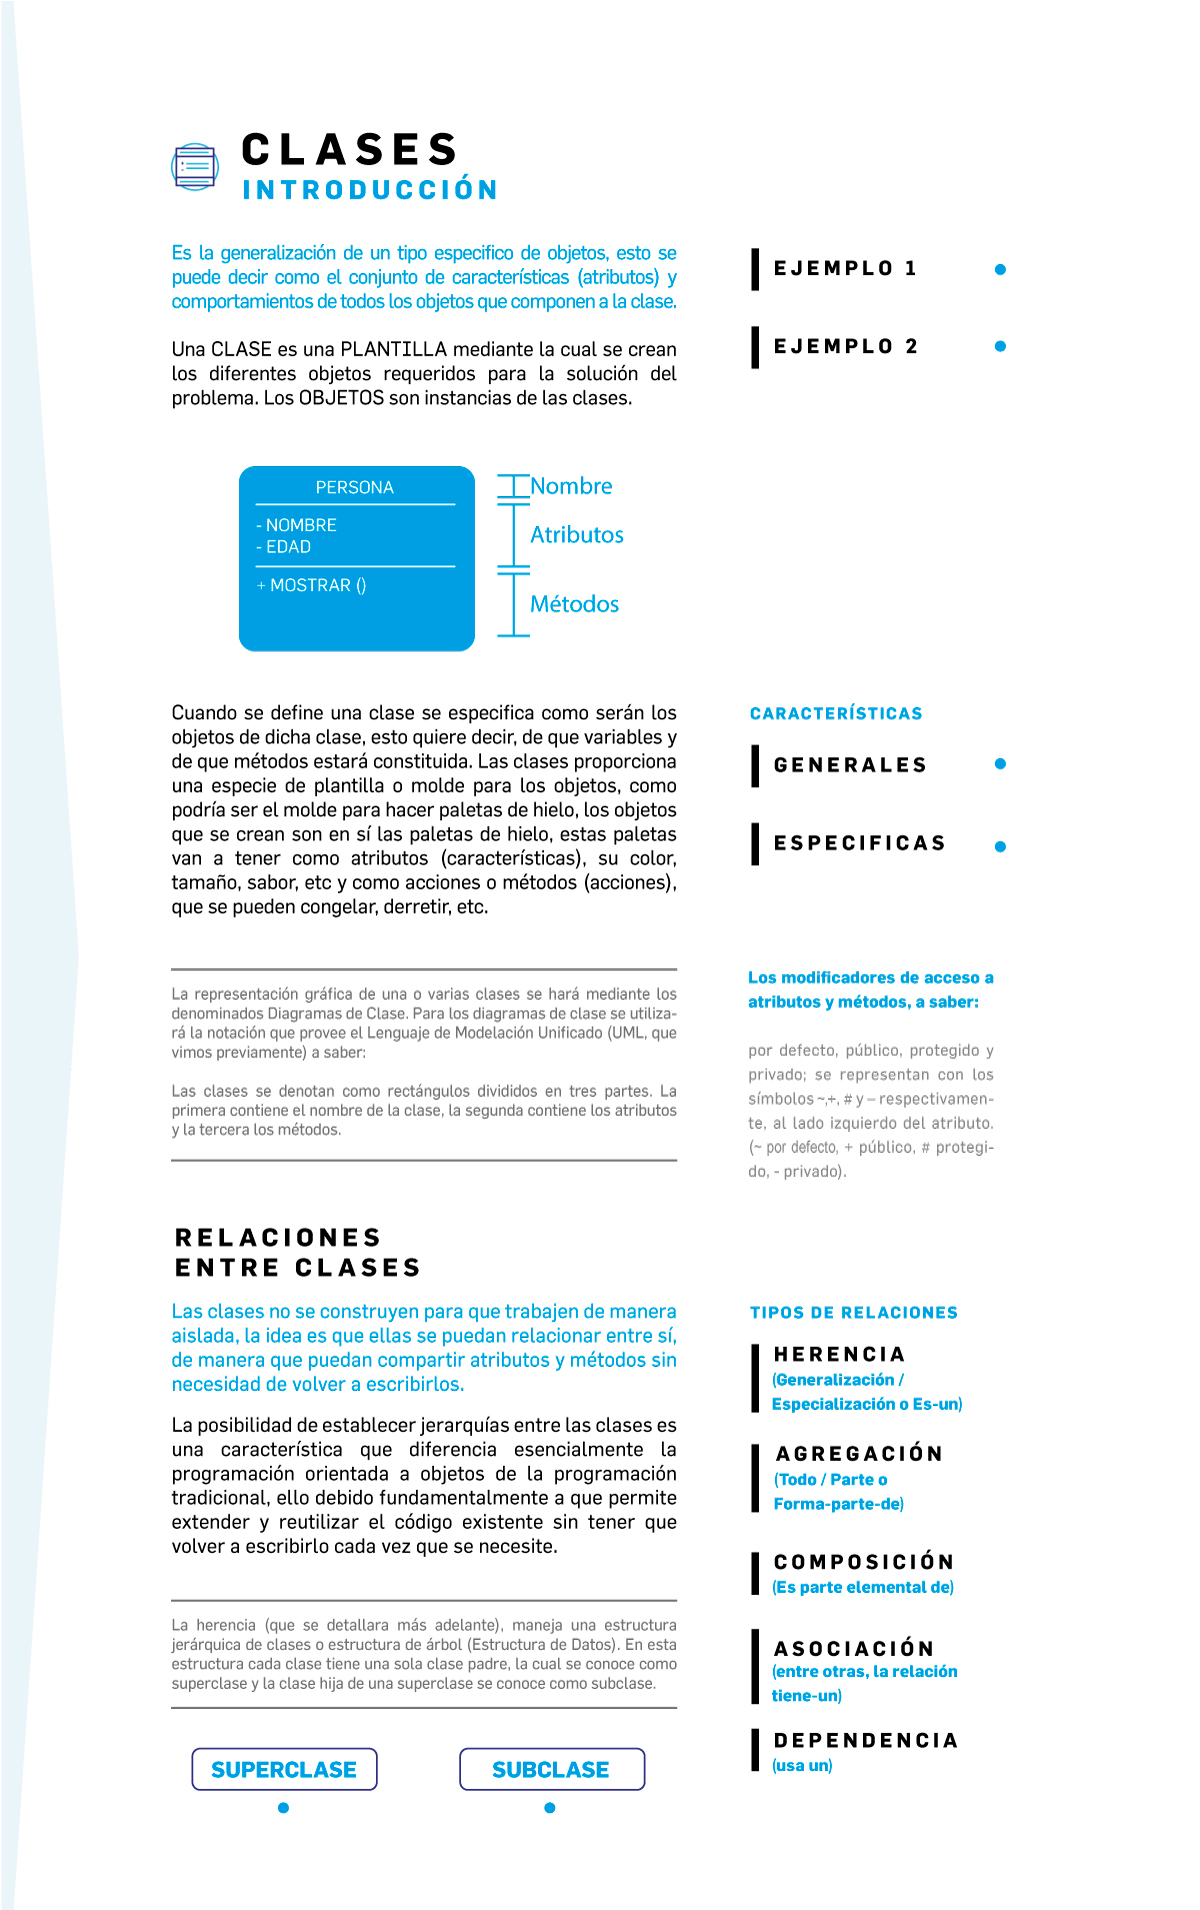 CLASES
INTRODUCCIÓN
Es la generalización de un tipo especifico de objetos, esto se
puede decir como el conjunto de características (atributos) y
comportamientos de todos los objetos que componen a la clase.
Una CLASE es una PLANTILLA mediante la cual se crean
los diferentes objetos requeridos para la solución del
problema. Los OBJETOS son instancias de las clases.
EJEMPLO 1
EJEMPLO 2
PERSONA
- NOMBRE
- EDAD
+ MOSTRAR ()
Nombre
Atributos
Métodos
Cuando se define una clase se especifica como serán los
objetos de dicha clase, esto quiere decir, de que variables y
de que métodos estará constituida. Las clases proporciona
una especie de plantilla o molde para los objetos, como
podría ser el molde para hacer paletas de hielo, los objetos
que se crean son en sí las paletas de hielo, estas paletas
van a tener como atributos (características), su color,
tamaño, sabor, etc y como acciones o métodos (acciones),
que se pueden congelar, derretir, etc.
CARACTERÍSTICAS
GENERALES
ESPECIFICAS
La representación gráfica de una o varias clases se hará mediante los
denominados Diagramas de Clase. Para los diagramas de clase se utiliza-
rá la notación que provee el Lenguaje de Modelación Unificado (UML, que
vimos previamente) a saber:
Las clases se denotan como rectángulos divididos en tres partes. La
primera contiene el nombre de la clase, la segunda contiene los atributos
y la tercera los métodos.
Los modificadores de acceso a
atributos y métodos, a saber:
por defecto, público, protegido y
privado; se representan con los
símbolos ~,+, # y – respectivamen-
te, al lado izquierdo del atributo.
(~ por defecto, + público, # protegi-
do, - privado).
RELACIONES
ENTRE CLASES
Las clases no se construyen para que trabajen de manera
aislada, la idea es que ellas se puedan relacionar entre sí,
de manera que puedan compartir atributos y métodos sin
necesidad de volver a escribirlos.
La posibilidad de establecer jerarquías entre las clases es
una característica que diferencia esencialmente la
programación orientada a objetos de la programación
tradicional, ello debido fundamentalmente a que permite
extender y reutilizar el código existente sin tener que
volver a escribirlo cada vez que se necesite.
La herencia (que se detallara más adelante), maneja una estructura
jerárquica de clases o estructura de árbol (Estructura de Datos). En esta
estructura cada clase tiene una sola clase padre, la cual se conoce como
superclase y la clase hija de una superclase se conoce como subclase.
SUPERCLASE
SUBCLASE
TIPOS DE RELACIONES
HERENCIA
(Generalización /
Especialización o Es-un)
AGREGACIÓN
(Todo / Parte o
Forma-parte-de)
COMPOSICIÓN
(Es parte elemental de)
ASOCIACIÓN
(entre otras, la relación
tiene-un)
DEPENDENCIA
(usa un)